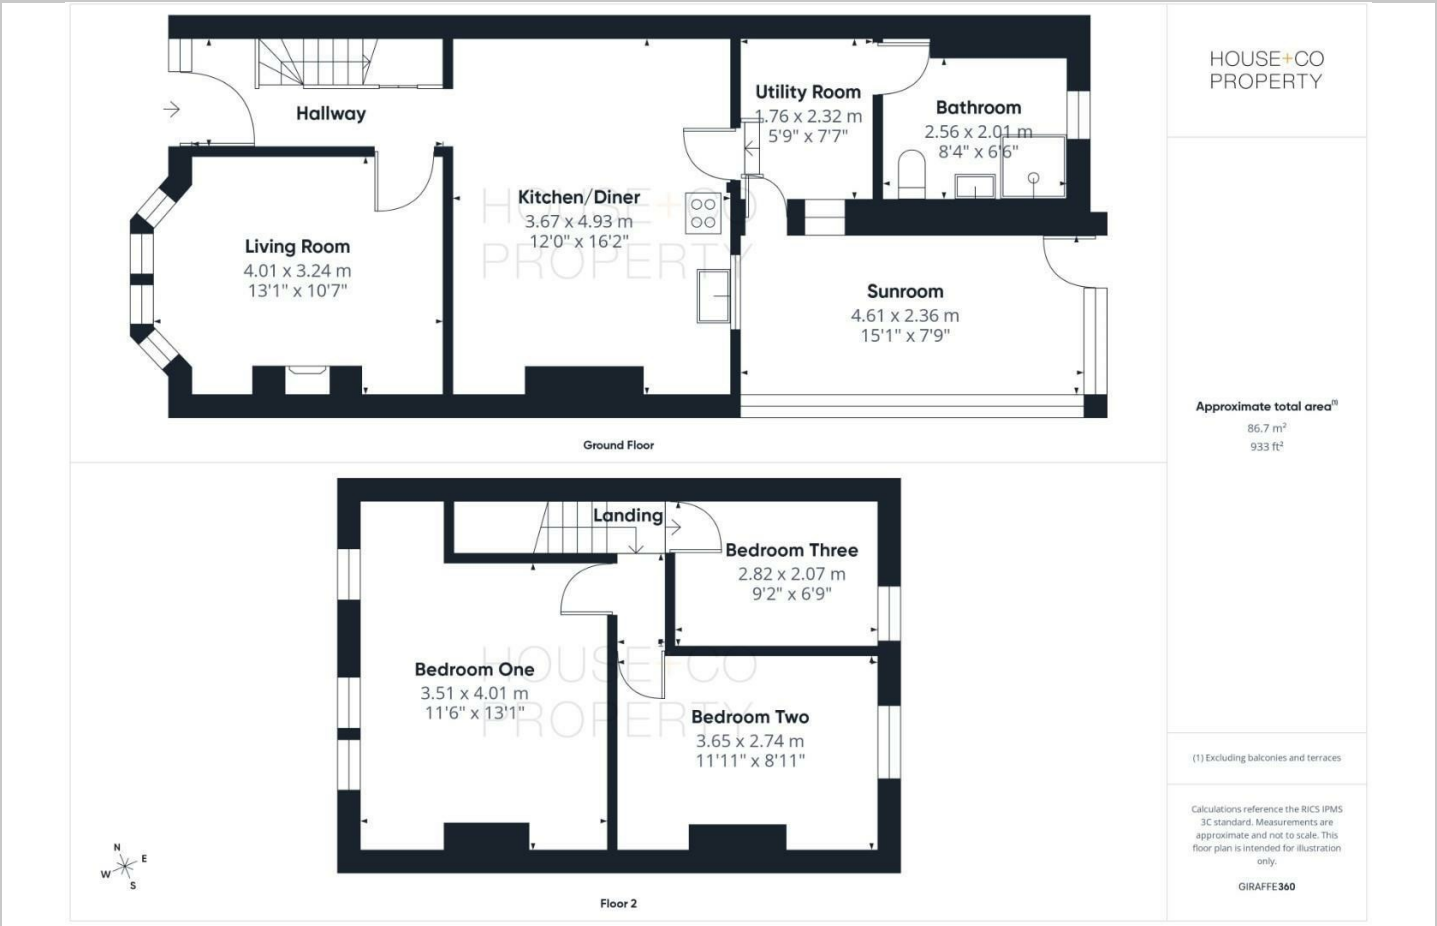 HOUSE+CO
PROPERTY
Hallway
Living Room
4.01 x 3.24 m
13'1" x 10'7"
HOUSE+CO
PROPERTY
Kitchen/Diner
3.67 x 4.93 m
12'0" x 16'2"
Utility Room
1.76 x 2.32 m
5'9" x 7'7"
Bathroom
2.56 x 2.01 m
8'4" x 6'6"
Sunroom
4.61 x 2.36 m
15'1" x 7'9"
Ground Floor
Approximate total area(1)
86.7 m²
933 ft²
Landing
Bedroom Three
2.82 x 2.07 m
9'2" x 6'9"
HOUSE+CO
PROPERTY
Bedroom One
3.51 x 4.01 m
11'6" x 13'1"
Bedroom Two
3.65 x 2.74 m
11'11" x 8'11"
N
E
W
S
Floor 2
(1) Excluding balconies and terraces
Calculations reference the RICS IPMS
3C standard. Measurements are
approximate and not to scale. This
floor plan is intended for illustration
only.
GIRAFFE360